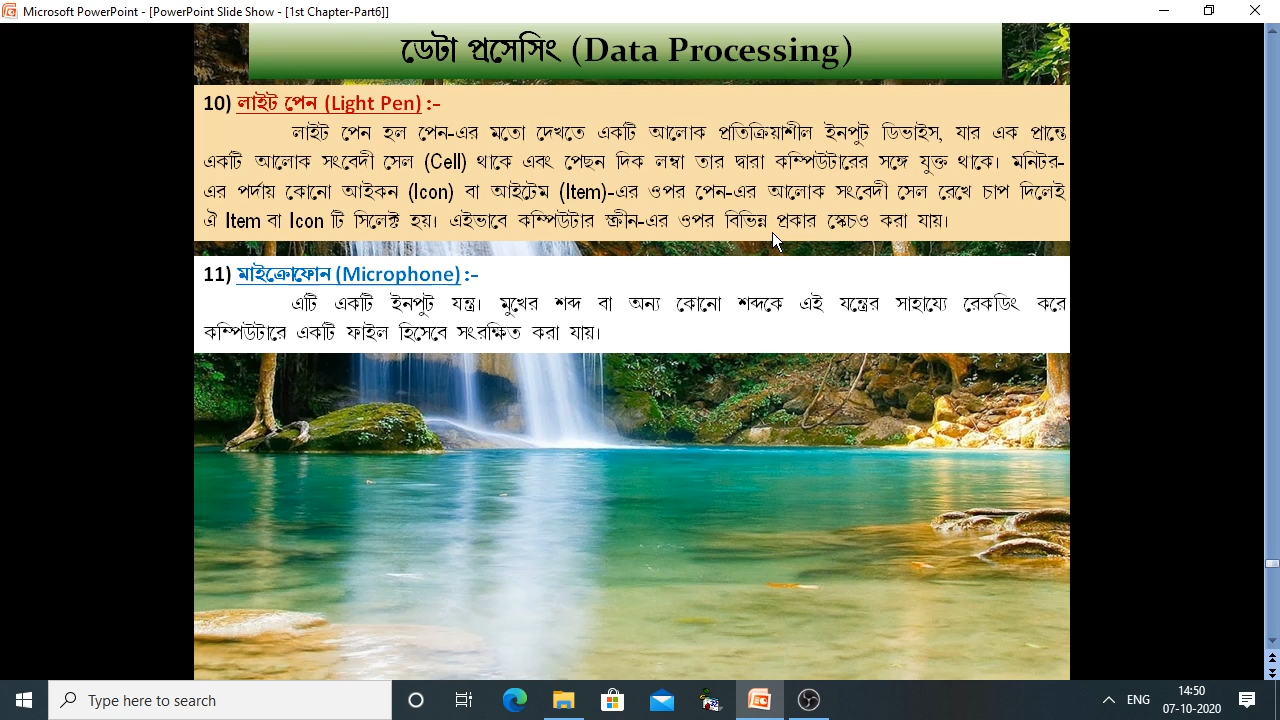 Microsoft PowerPoint - [PowerPoint Slide Show - [1st Chapter-Part6]]
ডেটা প্রসেসিং (Data Processing)
10) লাইট পেন (Light Pen) :-
লাইট পেন হল পেন-এর মতো দেখতে একটি আলোক প্রতিক্রিয়াশীল ইনপুট ডিভাইস, যার এক প্রান্তে
একটি আলোক সংবেদী সেল (Cell) থাকে এবং পেছন দিক লম্বা তার দ্বারা কম্পিউটারের সঙ্গে যুক্ত থাকে। মনিটর-
এর পর্দায় কোনো আইকন (Icon) বা আইটেম (Item)-এর ওপর পেন-এর আলোক সংবেদী সেল রেখে চাপ দিলেই
ঐ Item বা Icon টি সিলেক্ট হয়। এইভাবে কম্পিউটার স্ক্রীন-এর ওপর বিভিন্ন প্রকার স্কেচও করা যায়।
11) মাইক্রোফোন (Microphone) :-
এটি একটি ইনপুট যন্ত্র। মুখের শব্দ বা অন্য কোনো শব্দকে এই যন্ত্রের সাহায্যে রেকডিং করে
কম্পিউটারে একটি ফাইল হিসেবে সংরক্ষিত করা যায়।
Type here to search
ENG
14:50
07-10-2020